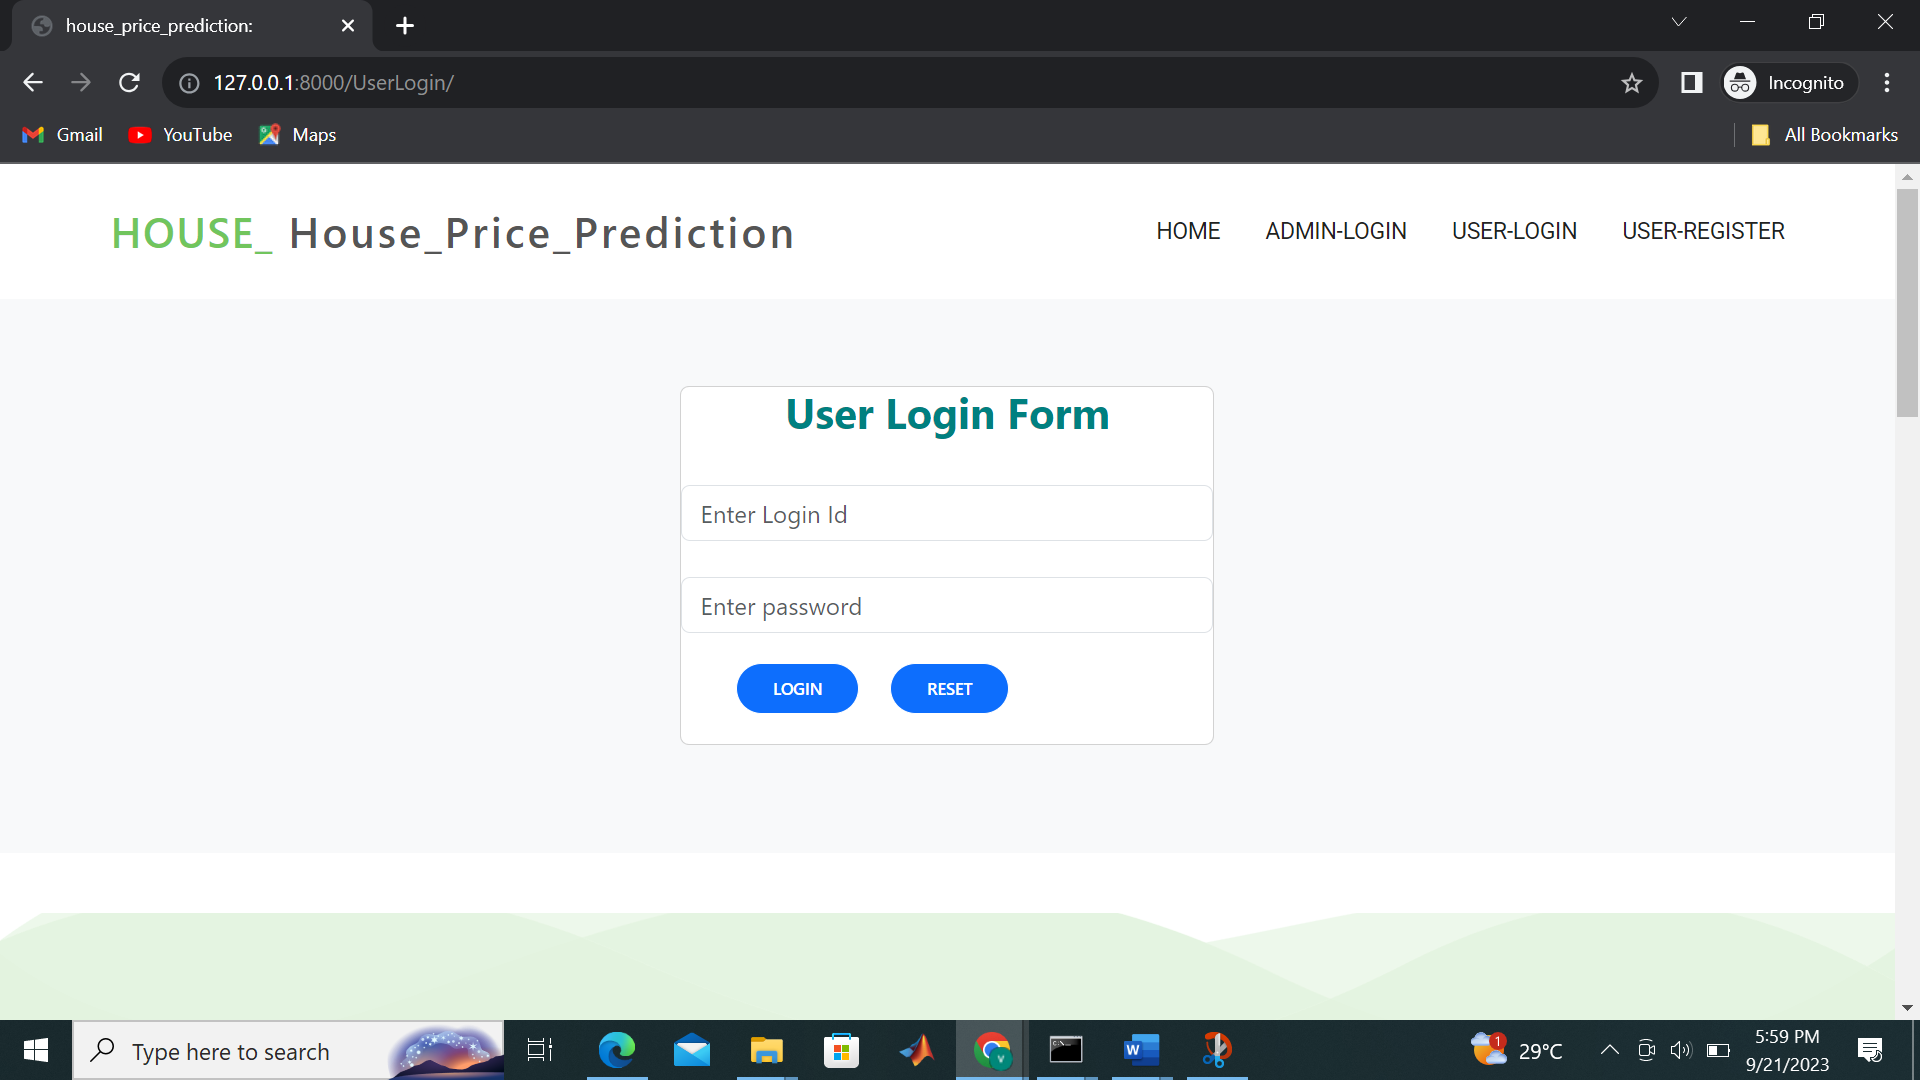 house_price_prediction:
127.0.0.1:8000/UserLogin/
Incognito
Gmail
YouTube
Maps
All Bookmarks
HOUSE_ House_Price_Prediction
HOME
ADMIN-LOGIN
USER-LOGIN
USER-REGISTER
User Login Form
Enter Login Id
Enter password
LOGIN
RESET
Type here to search
V
W
1
29°C
5:59 PM
9/21/2023